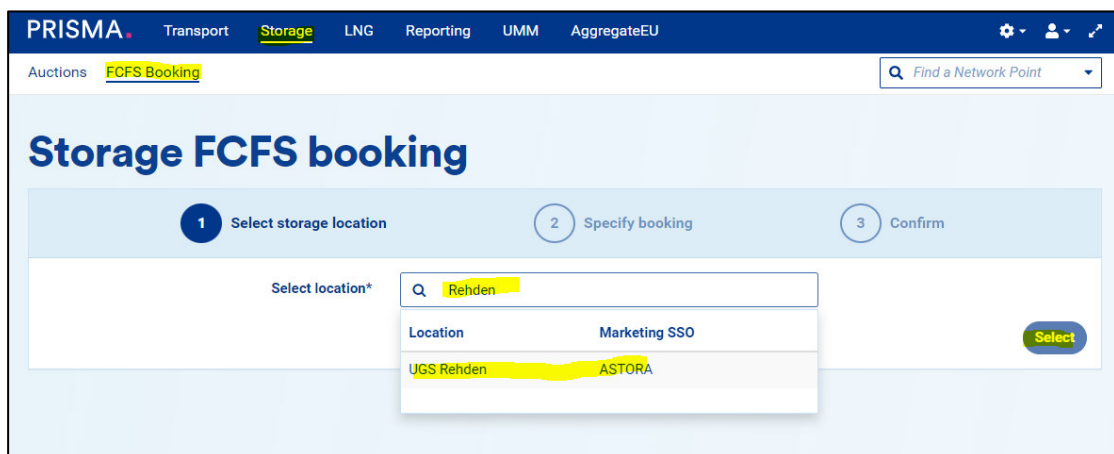 PRISMA. Transport Storage LNG Reporting UMM AggregateEU
Auctions FCFS Booking Find a Network Point
Storage FCFS booking
1 Select storage location 2 Specify booking 3 Confirm
Select location* Rehden
Location Marketing SSO
Select
UGS Rehden ASTORA